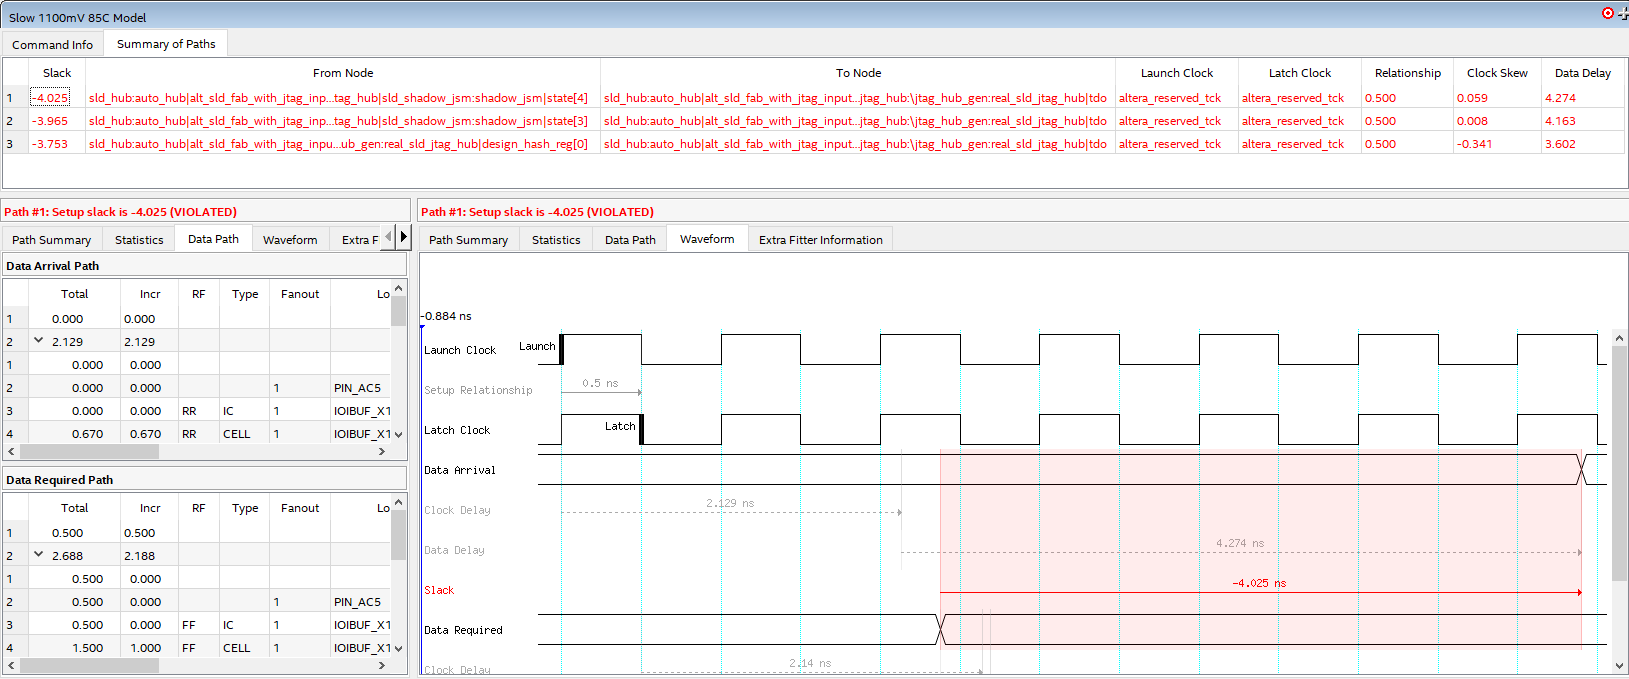 Slow 1100mV 85C Model
Command Info Summary of Paths
Slack From Node To Node Launch Clock Latch Clock Relationship Clock Skew Data Delay
1 -4.025 sld_hub:auto_hub|alt_sld_fab_with_jtag_inp...tag_hub|sld_shadow_jsm:shadow_jsm|state[4] sld_hub:auto_hub|alt_sld_fab_with_jtag_input...jtag_hub:\jtag_hub_gen:real_sld_jtag_hub|tdo altera_reserved_tck altera_reserved_tck 0.500 0.059 4.274
2 -3.965 sld_hub:auto_hub|alt_sld_fab_with_jtag_inp...tag_hub|sld_shadow_jsm:shadow_jsm|state[3] sld_hub:auto_hub|alt_sld_fab_with_jtag_input...jtag_hub:\jtag_hub_gen:real_sld_jtag_hub|tdo altera_reserved_tck altera_reserved_tck 0.500 0.008 4.163
3 -3.753 sld_hub:auto_hub|alt_sld_fab_with_jtag_inpu...ub_gen:real_sld_jtag_hub|design_hash_reg[0] sld_hub:auto_hub|alt_sld_fab_with_jtag_input...jtag_hub:\jtag_hub_gen:real_sld_jtag_hub|tdo altera_reserved_tck altera_reserved_tck 0.500 -0.341 3.602
Path #1: Setup slack is -4.025 (VIOLATED)
Path Summary Statistics Data Path Waveform Extra F
Data Arrival Path
Total Incr RF Type Fanout Lo
1 0.000 0.000
2 2.129 2.129
1 0.000 0.000
2 0.000 0.000 1 PIN_AC5
3 0.000 0.000 RR IC 1 IOIBUF_X1
4 0.670 0.670 RR CELL 1 IOIBUF_X1
Data Required Path
Total Incr RF Type Fanout Lo
1 0.500 0.500
2 2.688 2.188
1 0.500 0.000
2 0.500 0.000 1 PIN_AC5
3 0.500 0.000 FF IC 1 IOIBUF_X1
4 1.500 1.000 FF CELL 1 IOIBUF_X1
Path #1: Setup slack is -4.025 (VIOLATED)
Path Summary Statistics Data Path Waveform Extra Fitter Information
-0.884 ns
Launch Clock Launch
Setup Relationship 0.5 ns
Latch Clock Latch
Data Arrival
Clock Delay 2.129 ns
Data Delay 4.274 ns
Slack -4.025 ns
Data Required
Clock Delay 2.14 ns